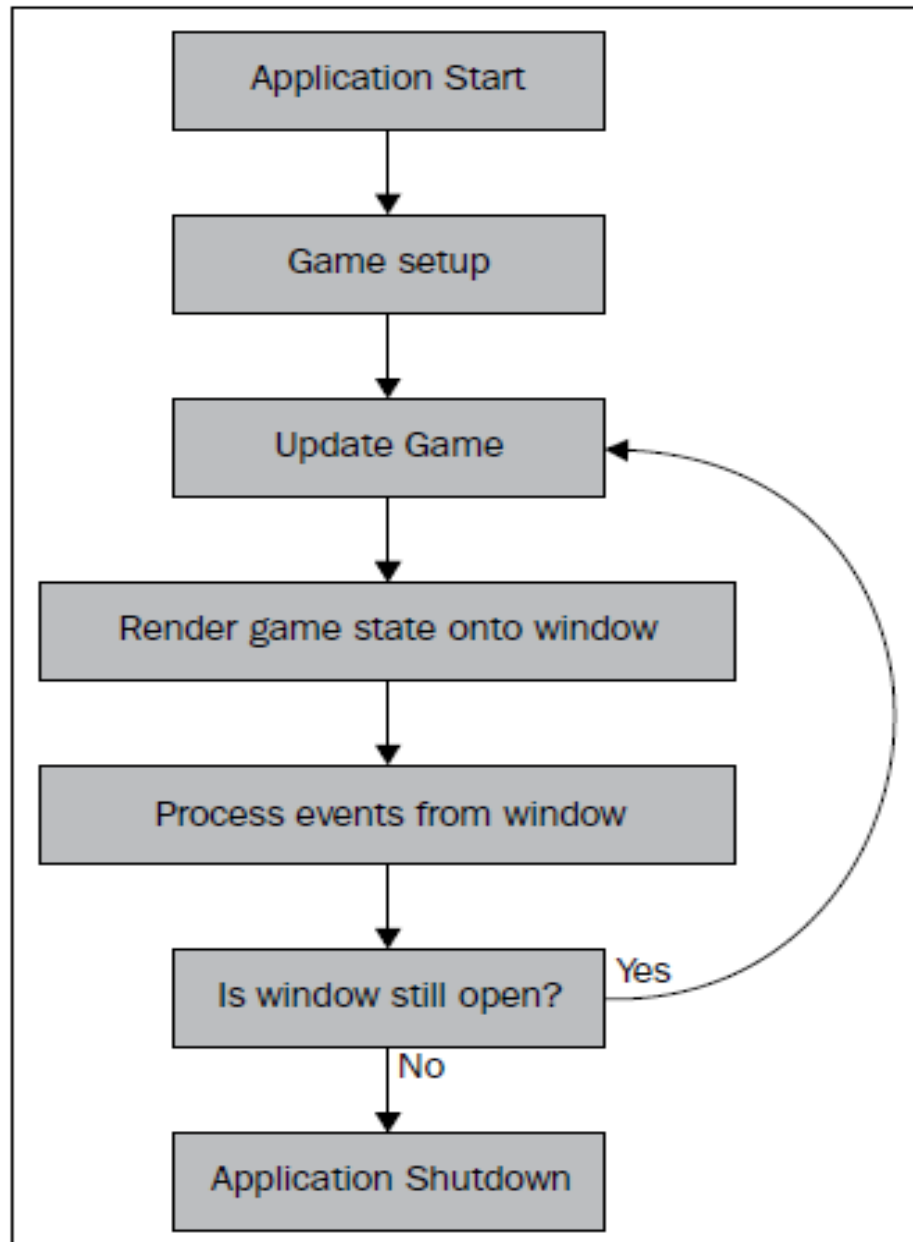 Application Start
Game setup
Update Game
Render game state onto window
Process events from window
Is window still open?
Yes
No
Application Shutdown